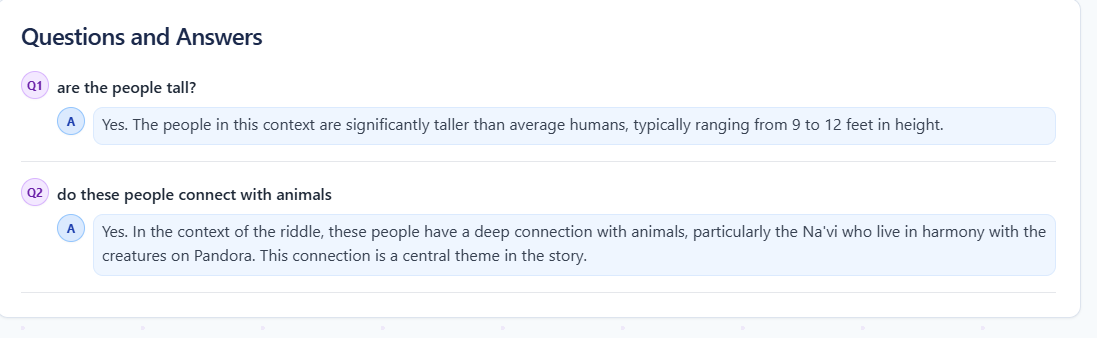 Questions and Answers
Q1 are the people tall?
A Yes. The people in this context are significantly taller than average humans, typically ranging from 9 to 12 feet in height.
Q2 do these people connect with animals
A Yes. In the context of the riddle, these people have a deep connection with animals, particularly the Na'vi who live in harmony with the
creatures on Pandora. This connection is a central theme in the story.